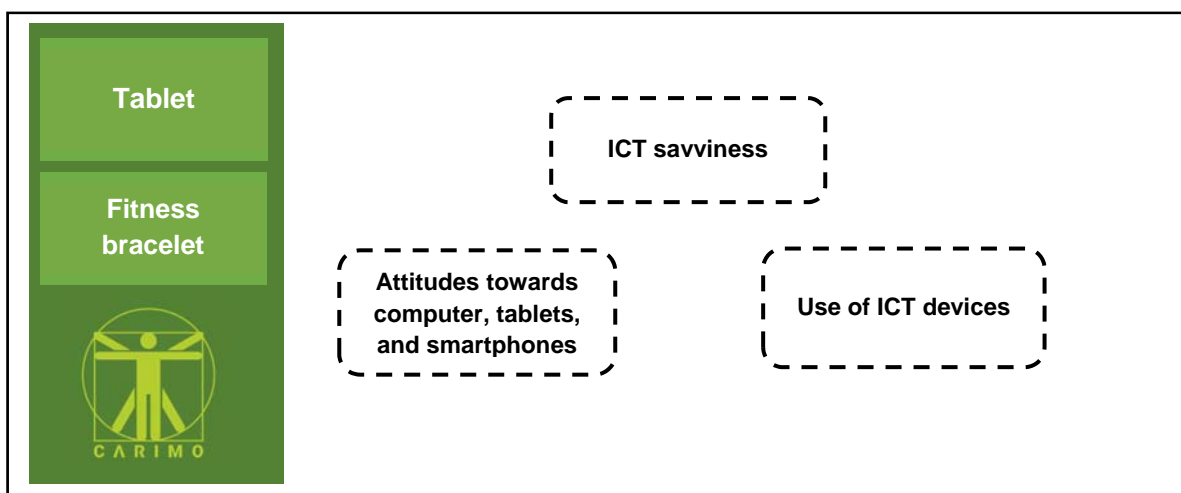 Tablet
Fitness
bracelet
CARIMO
ICT savviness
Attitudes towards
computer, tablets,
and smartphones
Use of ICT devices